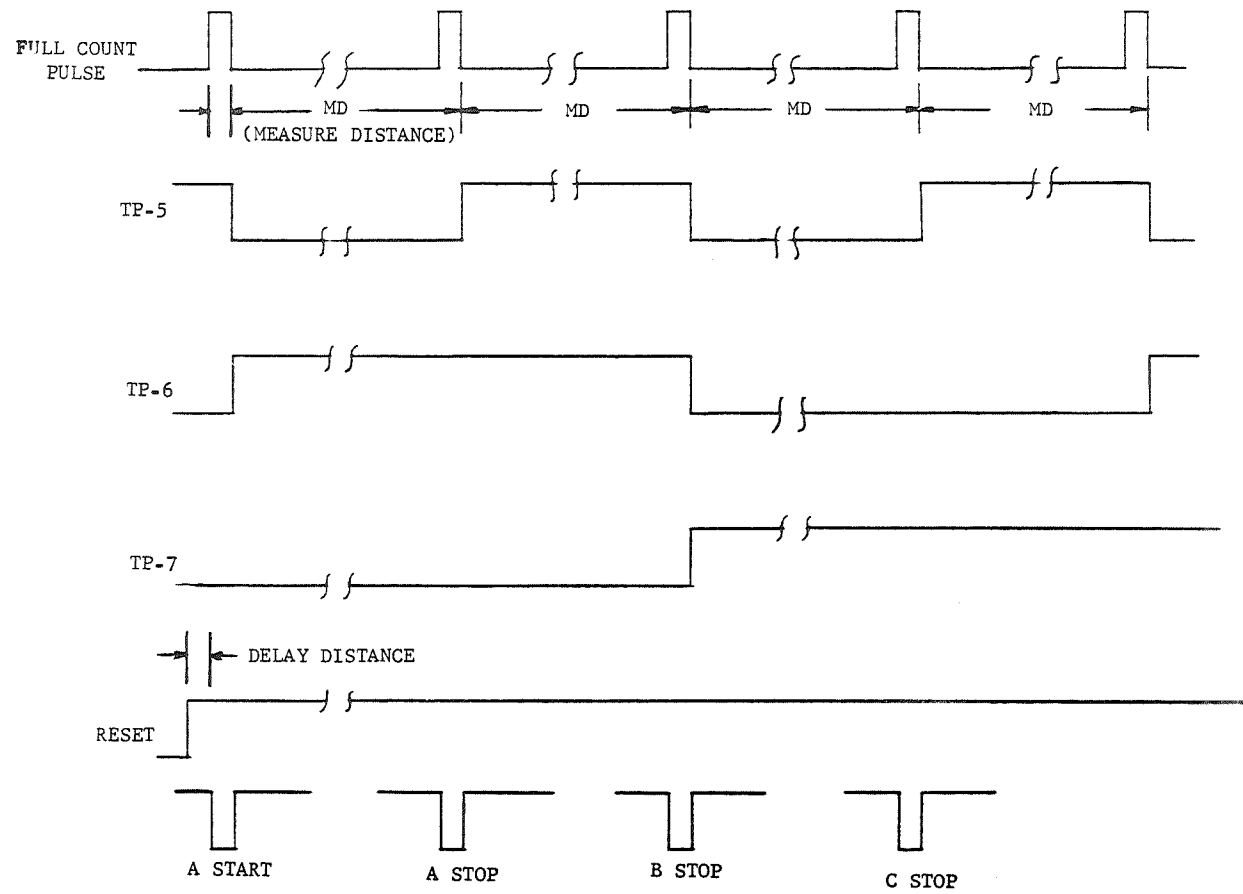 FULL COUNT
PULSE
MD
MD
MD
MD
(MEASURE DISTANCE)
TP-5
TP-6
TP-7
DELAY DISTANCE
RESET
A START
A STOP
B STOP
C STOP